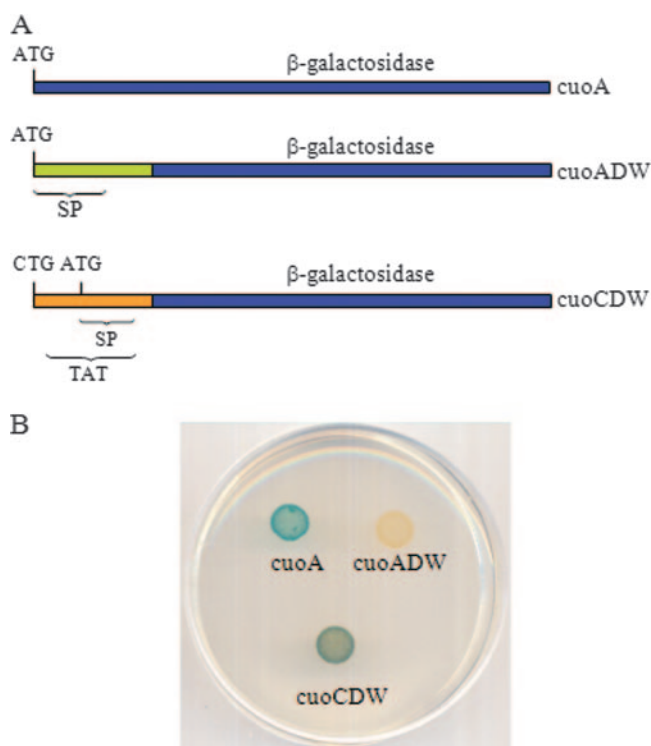 A
ATG
β-galactosidase
cuoA
ATG
β-galactosidase
cuoADW
SP
CTG ATG
β-galactosidase
cuoCDW
SP
TAT
B
cuoA cuoADW
cuoCDW